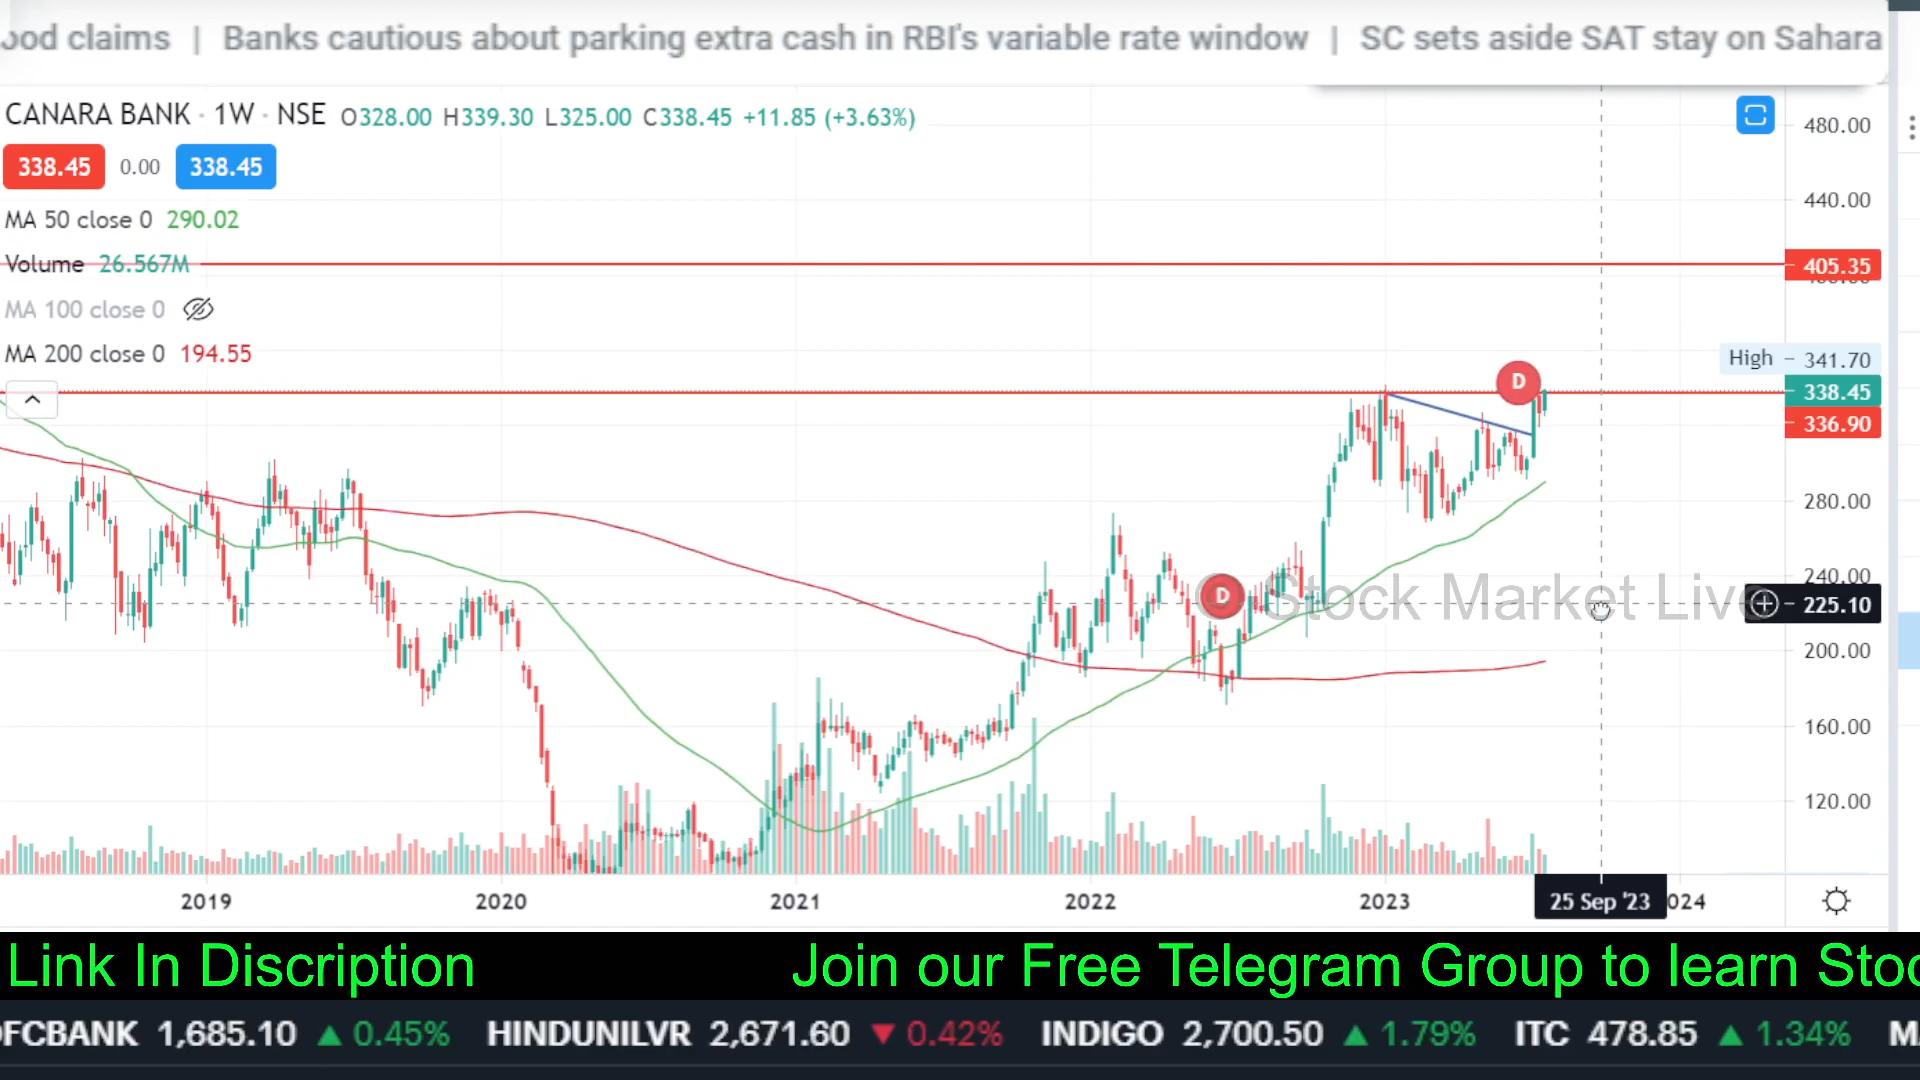 ood claims | Banks cautious about parking extra cash in RBI's variable rate window | SC sets aside SAT stay on Sahara
CANARA BANK · 1W · NSE O328.00 H339.30 L325.00 C338.45 +11.85 (+3.63%)
338.45 0.00 338.45
MA 50 close 0 290.02
Volume 26.567M
MA 100 close 0
MA 200 close 0 194.55
480.00
440.00
405.35
High 341.70
338.45
336.90
280.00
240.00
225.10
200.00
160.00
120.00
D
D
© Stock Market Live
2019 2020 2021 2022 2023 25 Sep '23 024
Link In Discription Join our Free Telegram Group to learn Stoc
FCBANK 1,685.10 ▲ 0.45% HINDUNILVR 2,671.60 ▼ 0.42% INDIGO 2,700.50 ▲ 1.79% ITC 478.85 ▲ 1.34% M